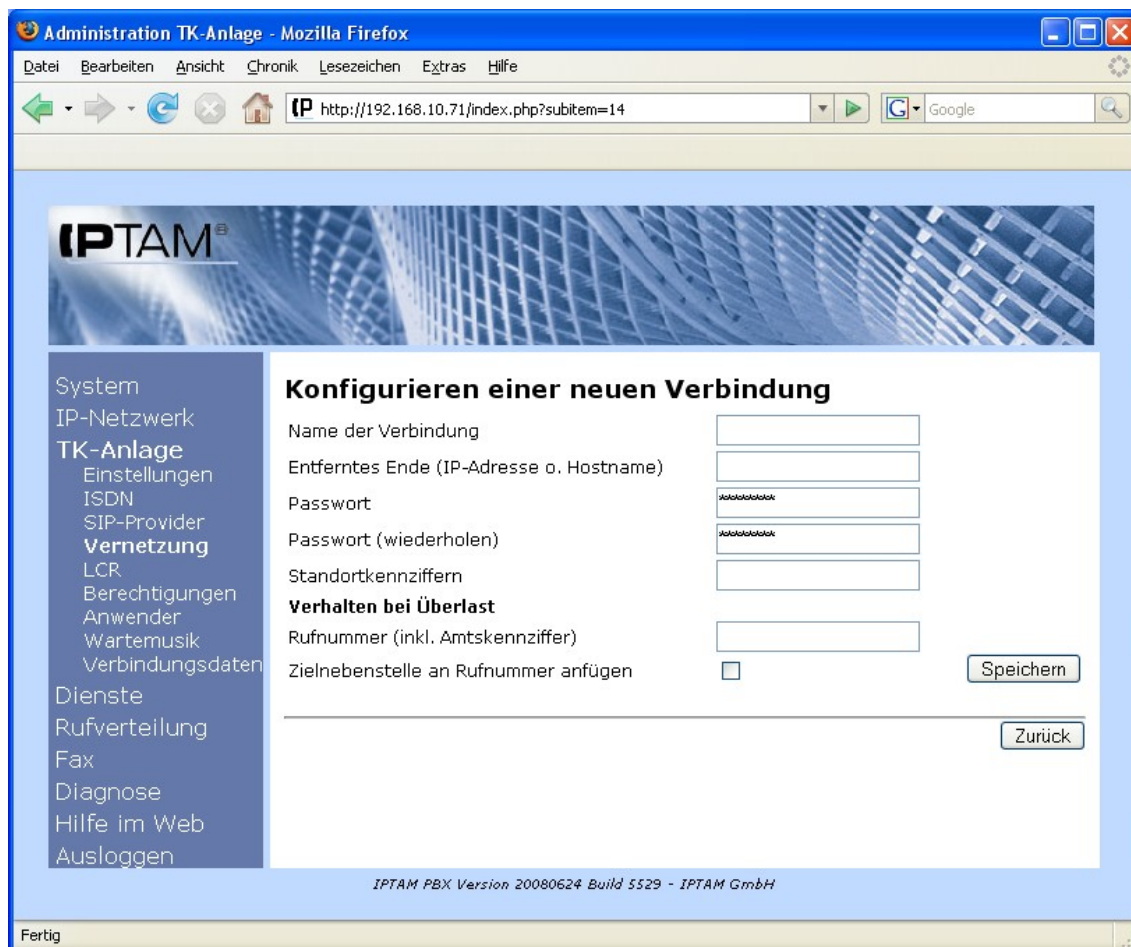 Administration TK-Anlage - Mozilla Firefox
Datei Bearbeiten Ansicht Chronik Lesezeichen Extras Hilfe
http://192.168.10.71/index.php?subitem=14
G Google
IPTAM®
System
IP-Netzwerk
TK-Anlage
Einstellungen
ISDN
SIP-Provider
Vernetzung
LCR
Berechtigungen
Anwender
Wartemusik
Verbindungsdaten
Dienste
Rufverteilung
Fax
Diagnose
Hilfe im Web
Ausloggen
Konfigurieren einer neuen Verbindung
Name der Verbindung
Entferntes Ende (IP-Adresse o. Hostname)
Passwort ********
Passwort (wiederholen) ********
Standortkennziffern
Verhalten bei Überlast
Rufnummer (inkl. Amtskennziffer)
Zielnebenstelle an Rufnummer anfügen
Speichern
Zurück
IPTAM PBX Version 20080624 Build 5529 - IPTAM GmbH
Fertig